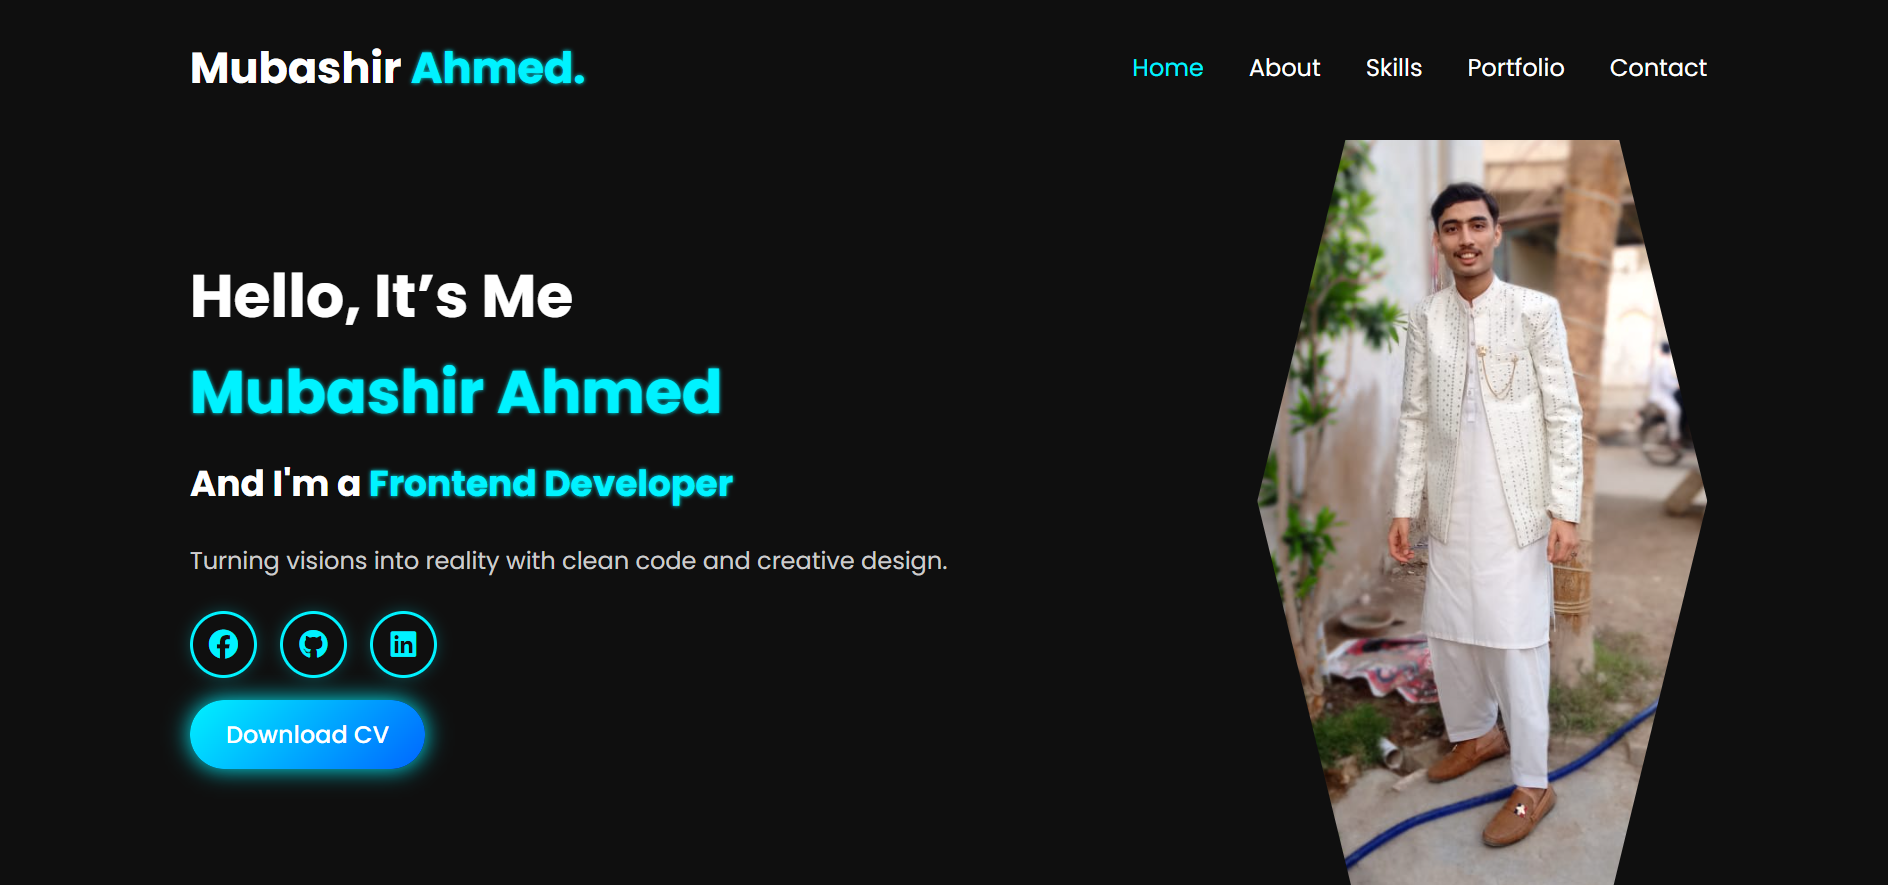 Mubashir Ahmed.
Home About Skills Portfolio Contact
Hello, It’s Me
Mubashir Ahmed
And I'm a Frontend Developer
Turning visions into reality with clean code and creative design.
in
Download CV